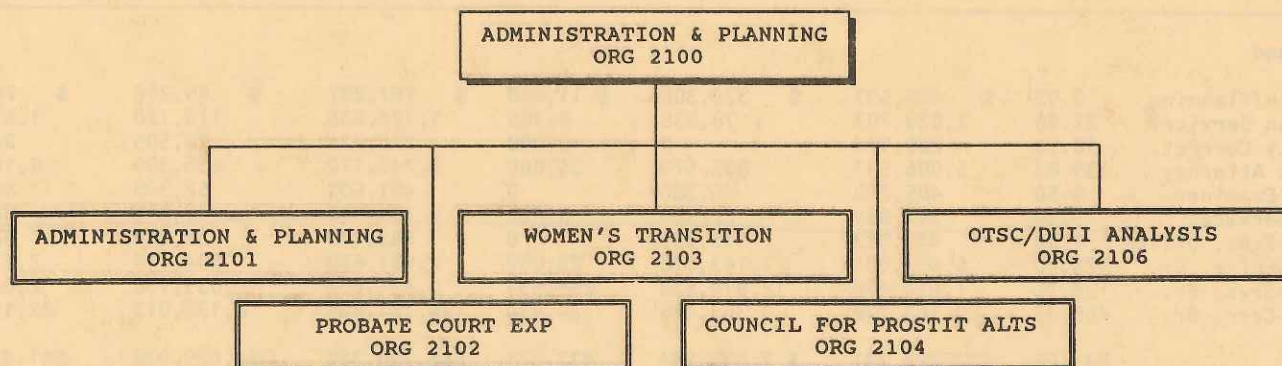 ADMINISTRATION & PLANNING
ORG 2100
ADMINISTRATION & PLANNING
ORG 2101
WOMEN'S TRANSITION
ORG 2103
OTSC/DUII ANALYSIS
ORG 2106
PROBATE COURT EXP
ORG 2102
COUNCIL FOR PROSTIT ALTS
ORG 2104